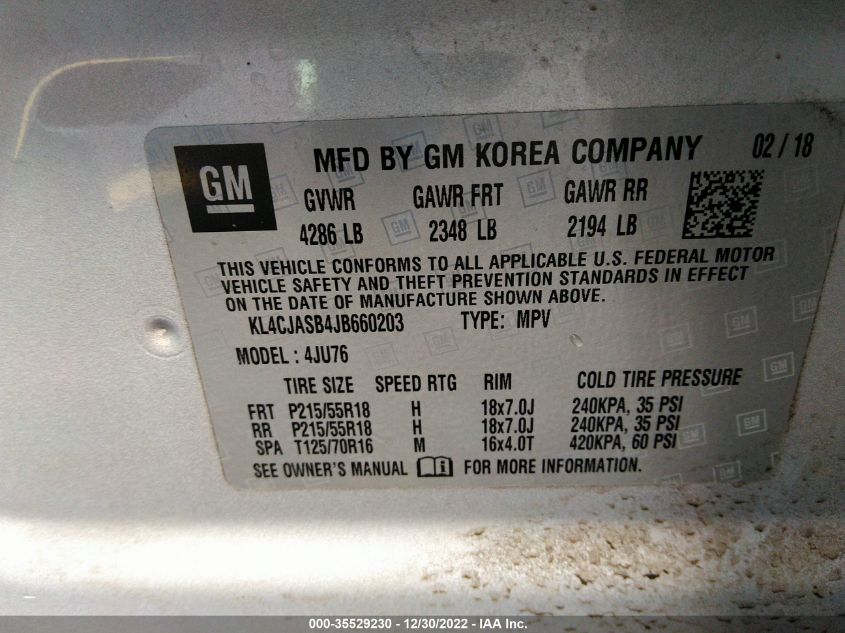 GM MFD BY GM KOREA COMPANY 02 / 18
GVWR GAWR FRT GAWR RR
4286 LB 2348 LB 2194 LB
THIS VEHICLE CONFORMS TO ALL APPLICABLE U.S. FEDERAL MOTOR
VEHICLE SAFETY AND THEFT PREVENTION STANDARDS IN EFFECT
ON THE DATE OF MANUFACTURE SHOWN ABOVE.
KL4CJASB4JB660203 TYPE: MPV
MODEL : 4JU76
TIRE SIZE SPEED RTG RIM COLD TIRE PRESSURE
FRT P215/55R18 H 18x7.0J 240KPA, 35 PSI
RR P215/55R18 H 18x7.0J 240KPA, 35 PSI
SPA T125/70R16 M 16x4.0T 420KPA, 60 PSI
SEE OWNER'S MANUAL FOR MORE INFORMATION.
000-35529230 - 12/30/2022 - IAA Inc.